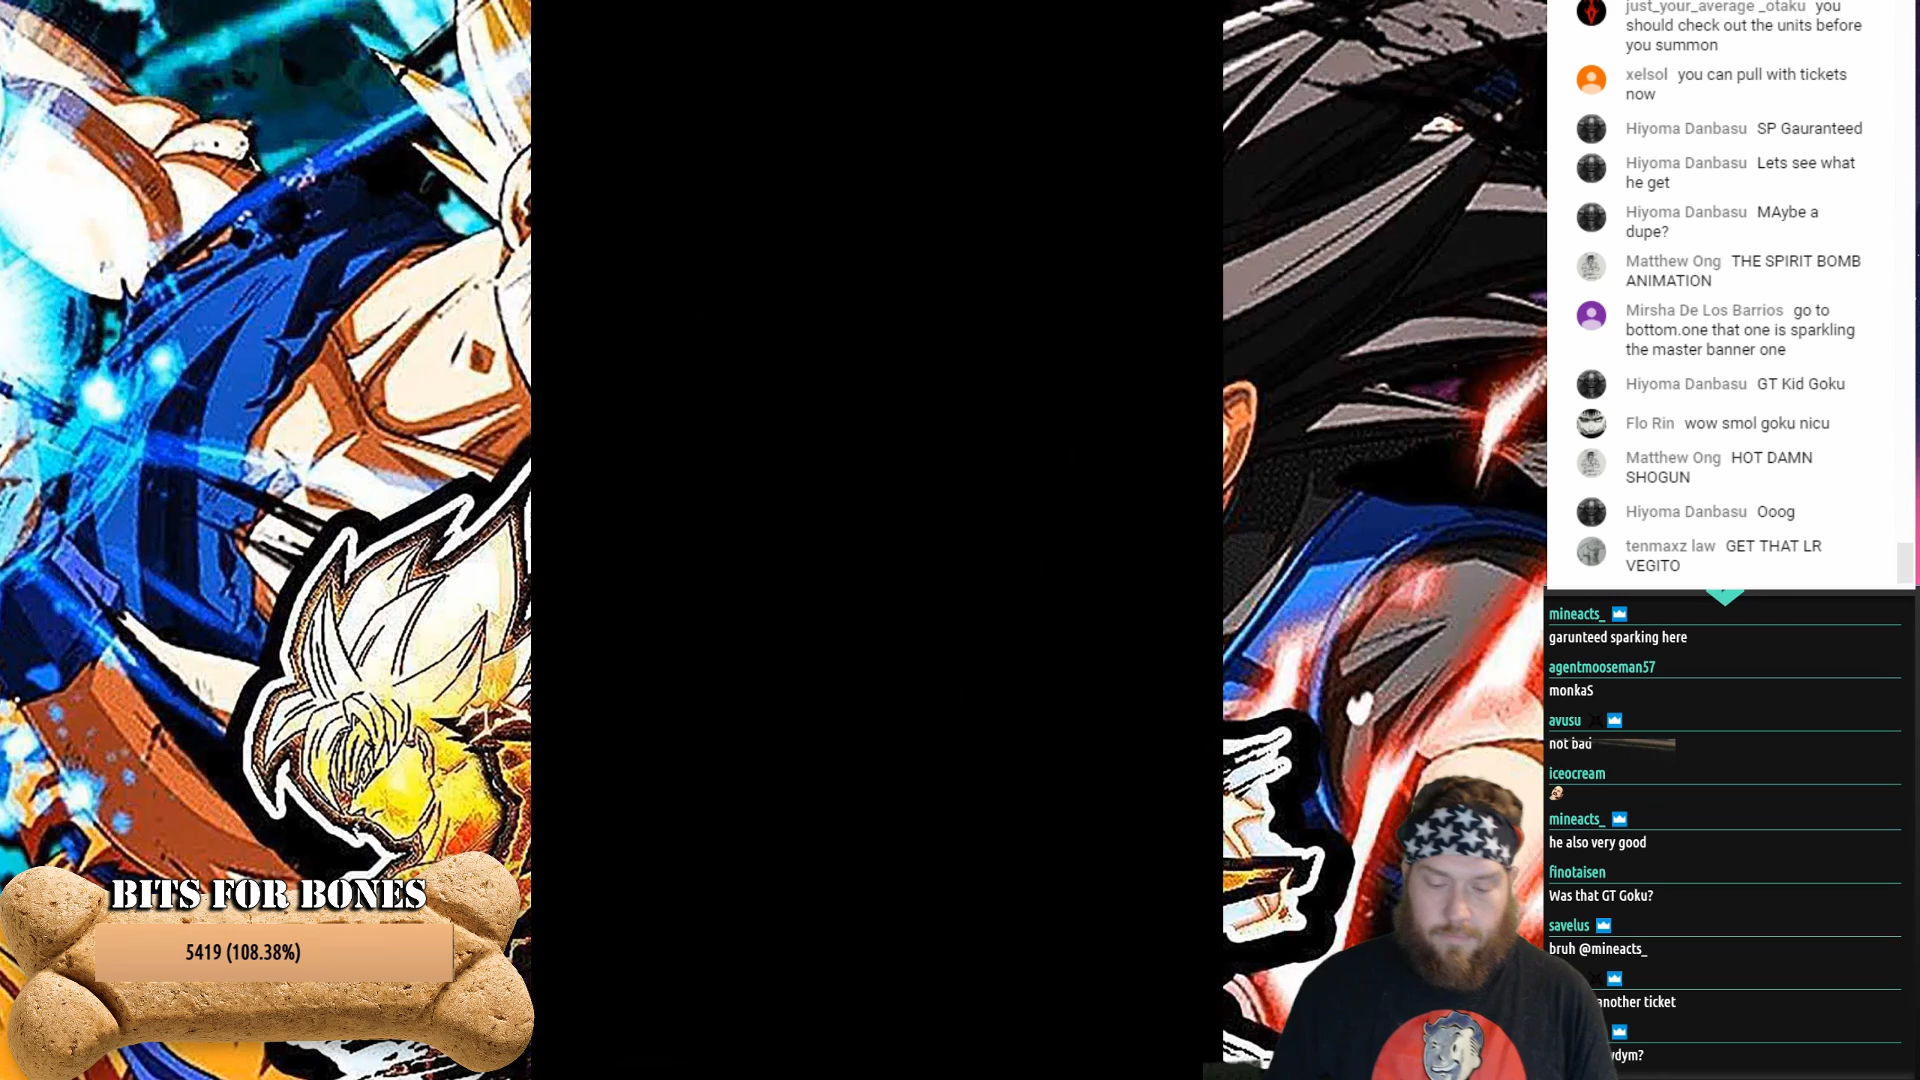 just_your_average _otaku you
should check out the units before
you summon
xelsol you can pull with tickets
now
Hiyoma Danbasu SP Gauranteed
Hiyoma Danbasu Lets see what
he get
Hiyoma Danbasu MAybe a
dupe?
Matthew Ong THE SPIRIT BOMB
ANIMATION
Mirsha De Los Barrios go to
bottom.one that one is sparkling
the master banner one
Hiyoma Danbasu GT Kid Goku
Flo Rin wow smol goku nicu
Matthew Ong HOT DAMN
SHOGUN
Hiyoma Danbasu Ooog
tenmaxz law GET THAT LR
VEGITO
mineacts_
garunteed sparking here
agentmooseman57
monkaS
avusu
not bad
iceocream
mineacts_
he also very good
finotaisen
Was that GT Goku?
savelus
bruh @mineacts_
another ticket
BITS FOR BONES
5419 (108.38%)